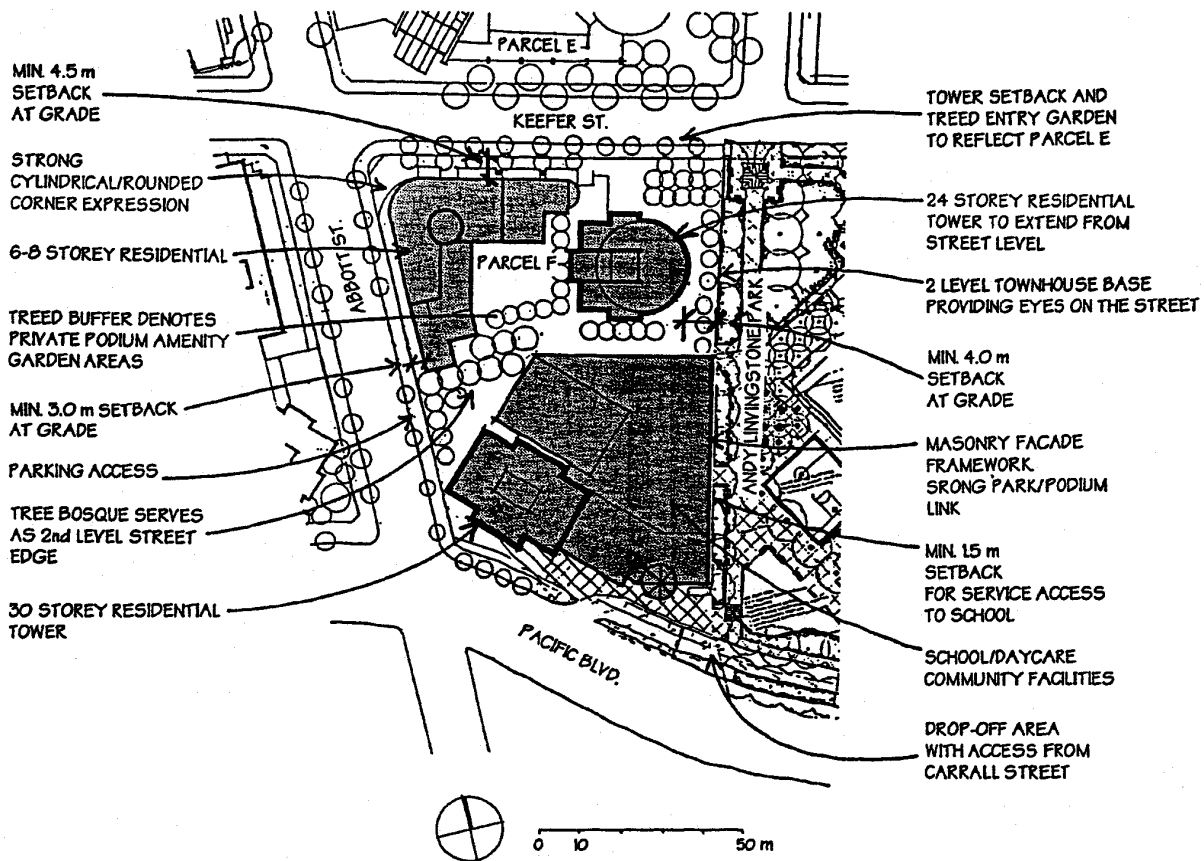 PARCEL E
KEEFER ST.
MIN. 4.5 m
SETBACK
AT GRADE
STRONG
CYLINDRICAL/ROUNDED
CORNER EXPRESSION
6-8 STOREY RESIDENTIAL
TREED BUFFER DENOTES
PRIVATE PODIUM AMENITY
GARDEN AREAS
MIN. 3.0 m SETBACK
AT GRADE
PARKING ACCESS
TREE BOSQUE SERVES
AS 2nd LEVEL STREET
EDGE
30 STOREY RESIDENTIAL
TOWER
ABBOTT ST.
PARCEL F
ANDY LINVINGSTONE PARK
PACIFIC BLVD.
TOWER SETBACK AND
TREED ENTRY GARDEN
TO REFLECT PARCEL E
24 STOREY RESIDENTIAL
TOWER TO EXTEND FROM
STREET LEVEL
2 LEVEL TOWNHOUSE BASE
PROVIDING EYES ON THE STREET
MIN. 4.0 m
SETBACK
AT GRADE
MASONRY FACADE
FRAMEWORK
SRONG PARK/PODIUM
LINK
MIN. 1.5 m
SETBACK
FOR SERVICE ACCESS
TO SCHOOL
SCHOOL/DAYCARE
COMMUNITY FACILITIES
DROP-OFF AREA
WITH ACCESS FROM
CARRALL STREET
0 10 50 m